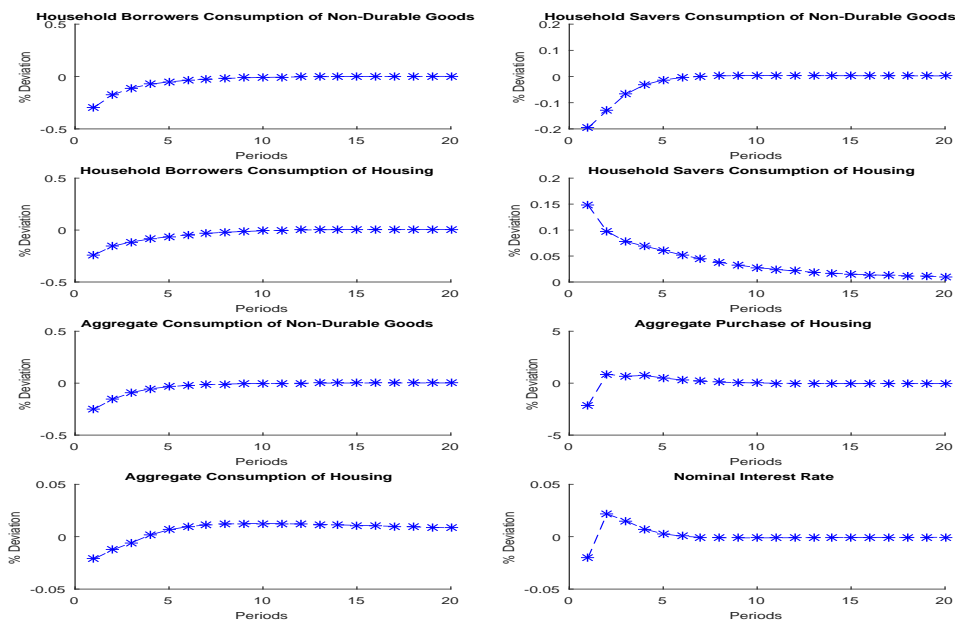 Household Borrowers Consumption of Non-Durable Goods
0.5
0
-0.5
% Deviation
0 5 10 15 20
Periods
Household Savers Consumption of Non-Durable Goods
0.2
0.1
0
-0.1
-0.2
% Deviation
0 5 10 15 20
Periods
Household Borrowers Consumption of Housing
0.5
0
-0.5
% Deviation
0 5 10 15 20
Periods
Household Savers Consumption of Housing
0.2
0.15
0.1
0.05
0
% Deviation
0 5 10 15 20
Periods
Aggregate Consumption of Non-Durable Goods
0.5
0
-0.5
% Deviation
0 5 10 15 20
Periods
Aggregate Purchase of Housing
5
0
-5
% Deviation
0 5 10 15 20
Periods
Aggregate Consumption of Housing
0.05
0
-0.05
% Deviation
0 5 10 15 20
Periods
Nominal Interest Rate
0.05
0
-0.05
% Deviation
0 5 10 15 20
Periods